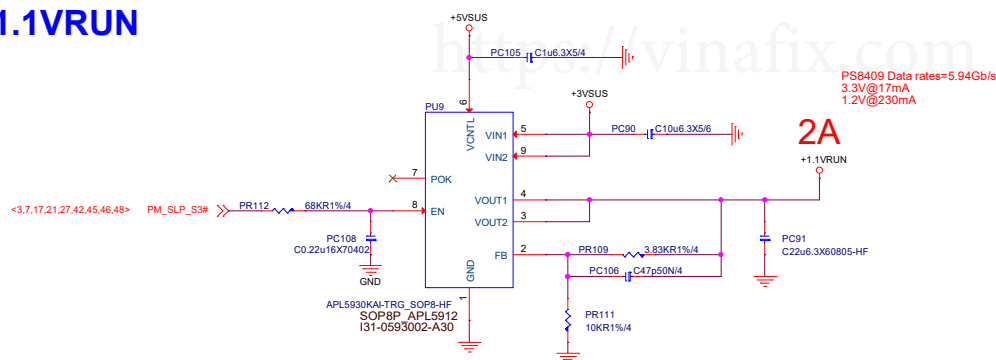 1.1VRUN
https://vinafix.com
+5VSUS
PC105
C1u6.3X5/4
PS8409 Data rates=5.94Gb/s
3.3V@17mA
1.2V@230mA
+3VSUS
PU9
6
VCNTL
VIN1
5
PC90
C10u6.3X5/6
2A
VIN2
9
+1.1VRUN
7
POK
<3,7,17,21,27,42,45,46,48>
PM_SLP_S3#
PR112
68KR1%/4
8
EN
VOUT1
4
VOUT2
3
PC108
C0.22u16X70402
GND
FB
2
PR109
3.83KR1%/4
PC91
C22u6.3X60805-HF
PC106
C47p50N/4
GND
1
APL5930KAI-TRG_SOP8-HF
SOP8P_APL5912
I31-0593002-A30
PR111
10KR1%/4